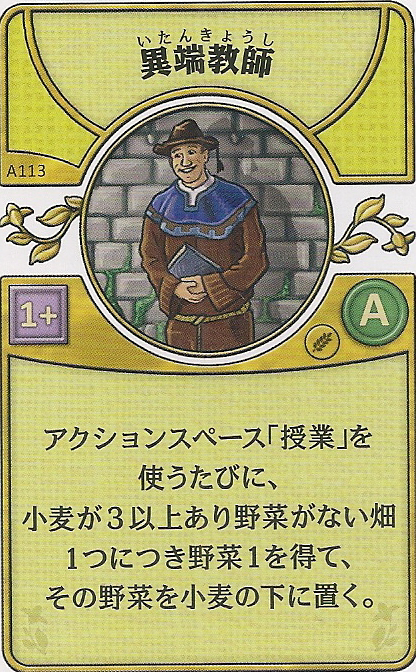 いたんきょうし
異端教師
A113
1+
A
アクションスペース「授業」を
使うたびに、
小麦が3以上あり野菜がない畑
1つにつき野菜1を得て、
その野菜を小麦の下に置く。